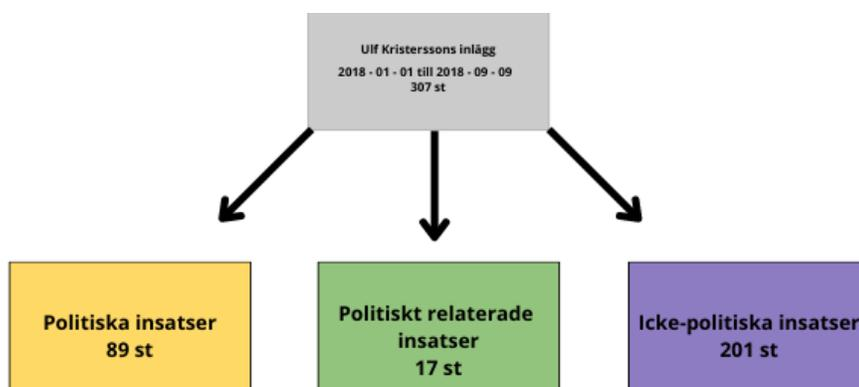 Ulf Kristerssons inlägg
2018 - 01 - 01 till 2018 - 09 - 09
307 st
Politiska insatser
89 st
Politiskt relaterade
insatser
17 st
Icke-politiska insatser
201 st